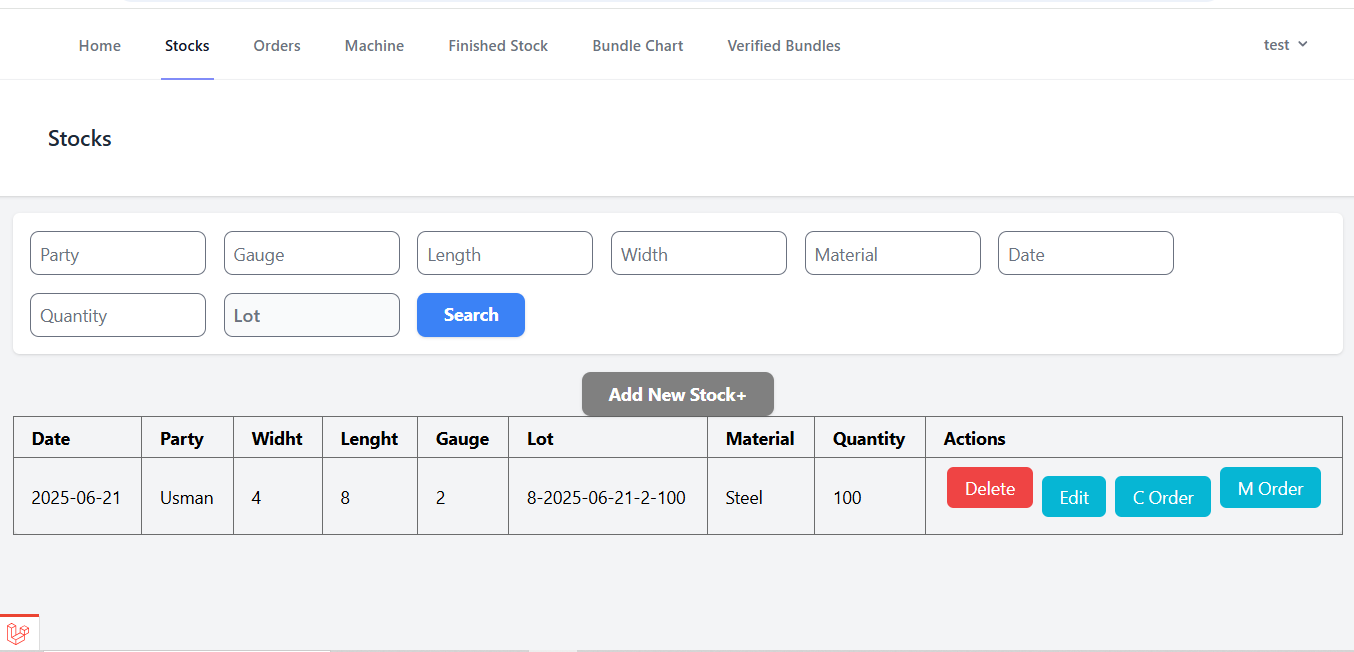 Home Stocks Orders Machine Finished Stock Bundle Chart Verified Bundles test
Stocks
Party Gauge Length Width Material Date
Quantity Lot Search
Add New Stock+
Date Party Widht Lenght Gauge Lot Material Quantity Actions
2025-06-21 Usman 4 8 2 8-2025-06-21-2-100 Steel 100 Delete Edit C Order M Order